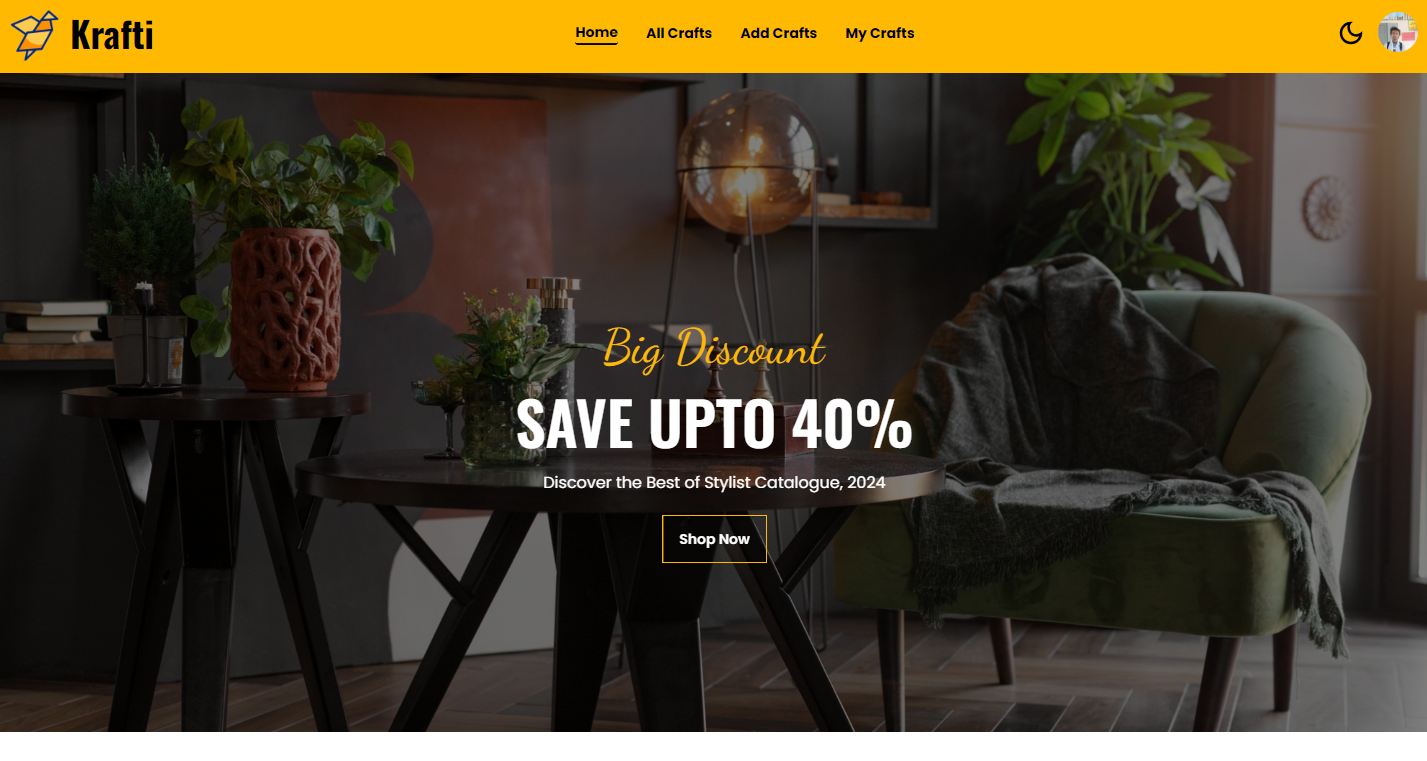 Krafti
Home
All Crafts
Add Crafts
My Crafts
Big Discount
SAVE UPTO 40%
Discover the Best of Stylist Catalogue, 2024
Shop Now